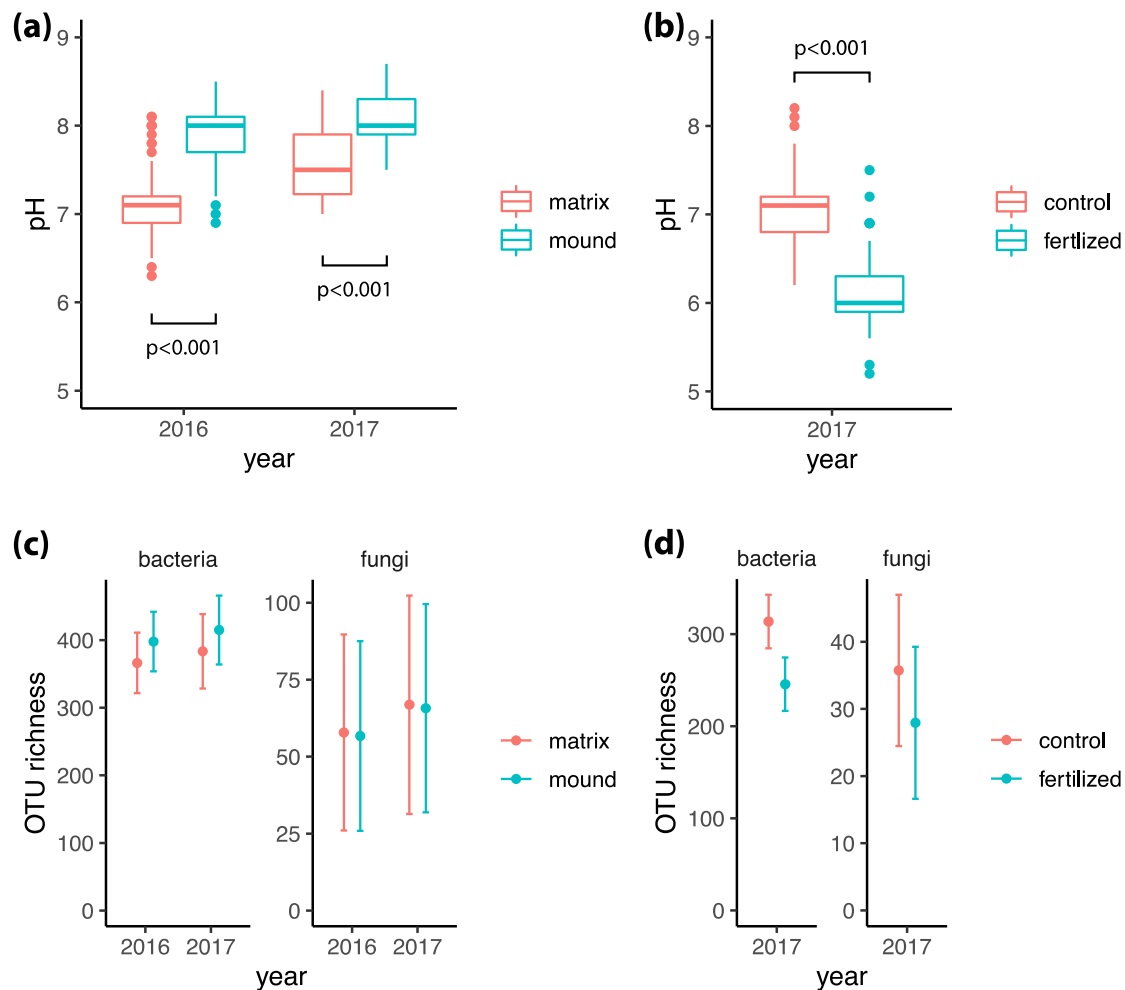 (a)
9
8
7
6
5
pH
p<0.001
p<0.001
2016 2017
year
matrix
mound
(b)
9
8
7
6
5
pH
p<0.001
2017
year
control
fertlized
(c)
bacteria fungi
400
300
200
100
0
OTU richness
100
75
50
25
0
2016 2017 2016 2017
year
matrix
mound
(d)
bacteria fungi
300
200
100
0
OTU richness
40
30
20
10
0
2017 2017
year
control
fertilized